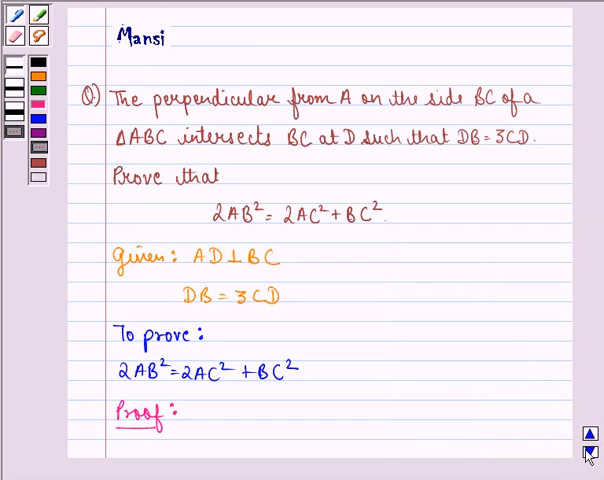 Mansi
Q) The perpendicular from A on the side BC of a
ΔABC intersects BC at D such that DB = 3CD.
Prove that
2AB² = 2AC² + BC².
Given: AD ⊥ BC
DB = 3CD
To prove:
2AB² = 2AC² + BC²
Proof: